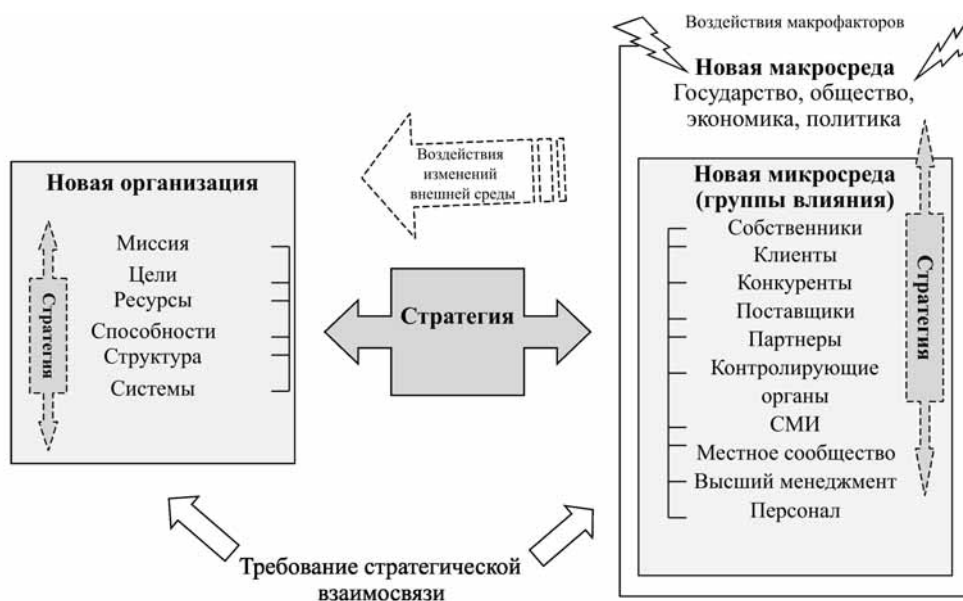 Воздействия макрофакторов
Новая макросреда
Государство, общество,
экономика, политика
Воздействия
изменений
внешней среды
Новая организация
Миссия
Цели
Ресурсы
Способности
Структура
Системы
Стратегия
Стратегия
Новая микросреда
(группы влияния)
Собственники
Клиенты
Конкуренты
Поставщики
Партнеры
Контролирующие
органы
СМИ
Местное сообщество
Высший менеджмент
Персонал
Стратегия
Требование стратегической
взаимосвязи